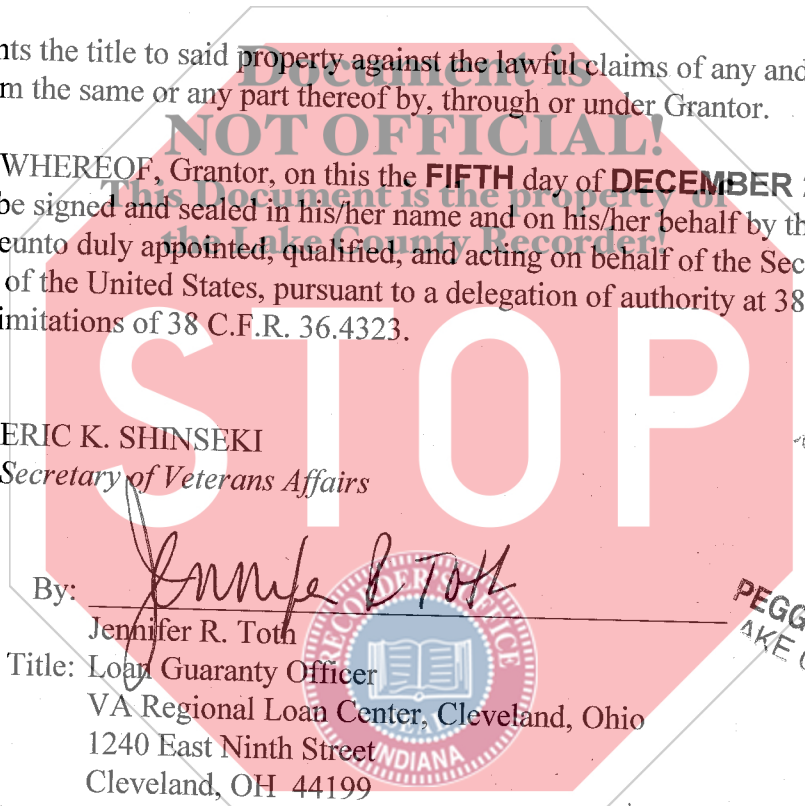 nts the title to said property against the lawful claims of any and
m the same or any part thereof by, through or under Grantor.
WHEREOF, Grantor, on this the FIFTH day of DECEMBER
be signed and sealed in his/her name and on his/her behalf by th
eunto duly appointed, qualified, and acting on behalf of the Sec
of the United States, pursuant to a delegation of authority at 38
imitations of 38 C.F.R. 36.4323.
Document is
NOT OFFICIAL!
This Document is the property of
the Lake County Recorder!
STOP
ERIC K. SHINSEKI
Secretary of Veterans Affairs
By: Jennifer R Toth
Jennifer R. Toth
Title: Loan Guaranty Officer
VA Regional Loan Center, Cleveland, Ohio
1240 East Ninth Street
Cleveland, OH 44199
RECORDER'S OFFICE
INDIANA
PEGG
AKE C